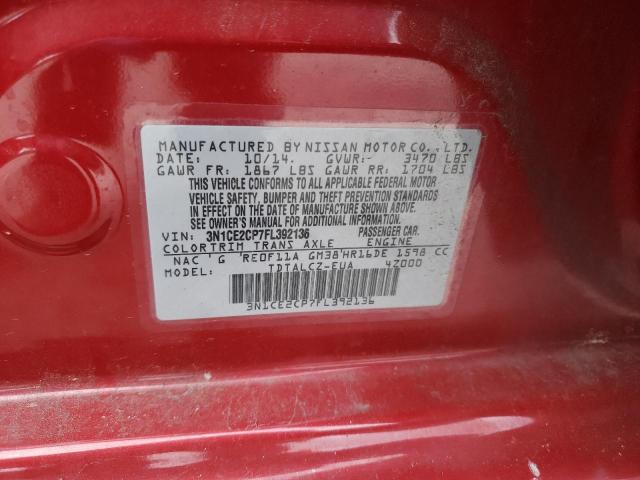 MANUFACTURED BY NISSAN MOTOR CO., LTD.
DATE: 10/14. GVWR:- 3470 LBS
GAWR FR: 1867 LBS GAWR RR: 1704 LBS
THIS VEHICLE CONFORMS TO ALL APPLICABLE FEDERAL MOTOR
VEHICLE SAFETY, BUMPER AND THEFT PREVENTION STANDARDS
IN EFFECT ON THE DATE OF MANUFACTURE SHOWN ABOVE.
SEE OWNER'S MANUAL FOR ADDITIONAL INFORMATION.
VIN: 3N1CE2CP7FL392136 PASSENGER CAR.
COLOR TRIM TRANS AXLE ENGINE
NAC 'G 'RE0F11A GM38'HR16DE 1598 CC
MODEL: TDTALCZ-EUA 4Z000
3N1CE2CP7FL392136